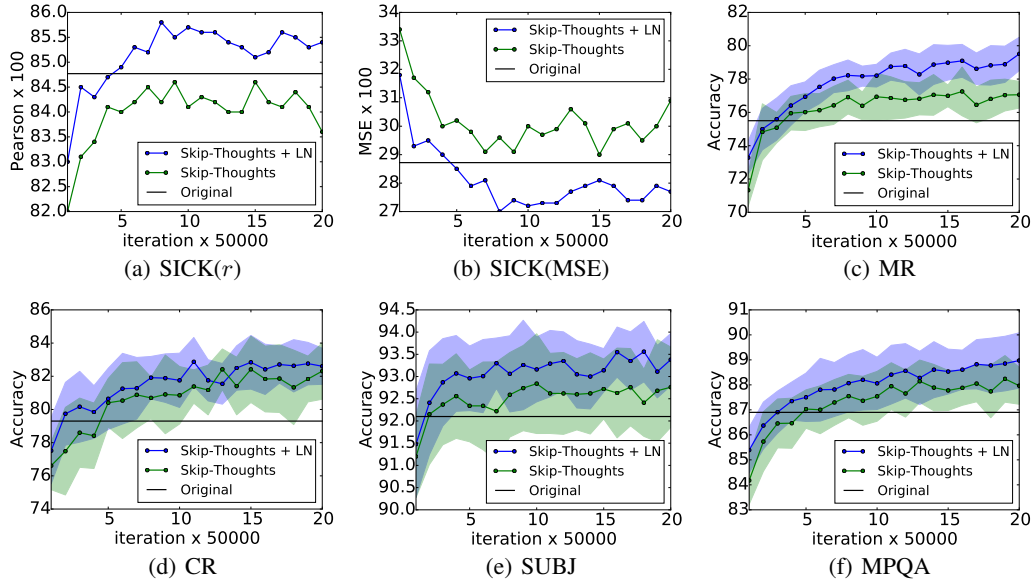 86.0
85.5
85.0
84.5
84.0
83.5
83.0
82.5
82.0
Pearson x 100
Skip-Thoughts + LN
Skip-Thoughts
Original
5 10 15 20
iteration x 50000
(a) SICK(r)
34
33
32
31
30
29
28
27
MSE x 100
Skip-Thoughts + LN
Skip-Thoughts
Original
5 10 15 20
iteration x 50000
(b) SICK(MSE)
80
78
76
74
72
70
Accuracy
Skip-Thoughts + LN
Skip-Thoughts
Original
5 10 15 20
iteration x 50000
(c) MR
86
84
82
80
78
76
74
Accuracy
Skip-Thoughts + LN
Skip-Thoughts
Original
5 10 15 20
iteration x 50000
(d) CR
94.5
94.0
93.5
93.0
92.5
92.0
91.5
91.0
90.5
90.0
Accuracy
Skip-Thoughts + LN
Skip-Thoughts
Original
5 10 15 20
iteration x 50000
(e) SUBJ
91
90
89
88
87
86
85
84
83
Accuracy
Skip-Thoughts + LN
Skip-Thoughts
Original
5 10 15 20
iteration x 50000
(f) MPQA